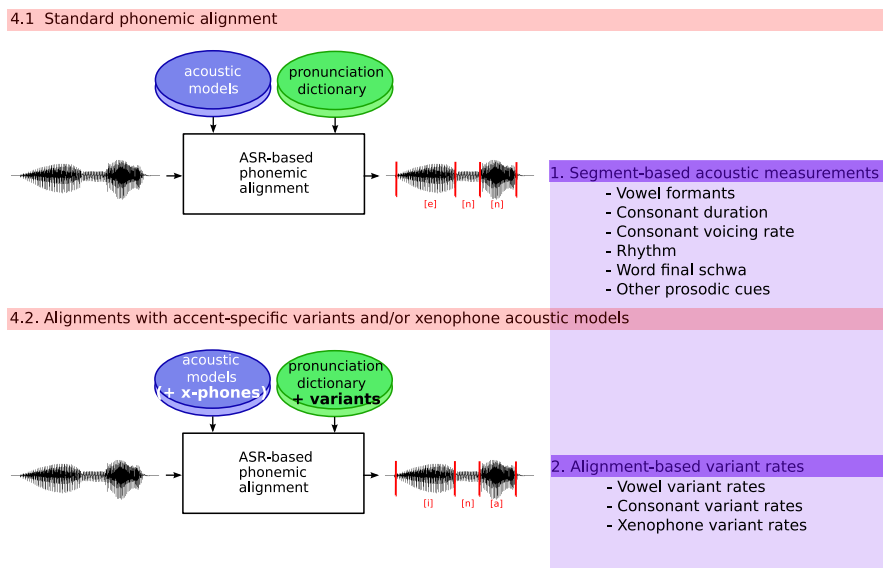 4.1 Standard phonemic alignment
acoustic
models
pronunciation
dictionary
ASR-based
phonemic
alignment
[e]
[n]
[n]
1. Segment-based acoustic measurements
- Vowel formants
- Consonant duration
- Consonant voicing rate
- Rhythm
- Word final schwa
- Other prosodic cues
4.2. Alignments with accent-specific variants and/or xenophone acoustic models
acoustic
models
(+ x-phones)
pronunciation
dictionary
+ variants
ASR-based
phonemic
alignment
[i]
[n]
[a]
2. Alignment-based variant rates
- Vowel variant rates
- Consonant variant rates
- Xenophone variant rates